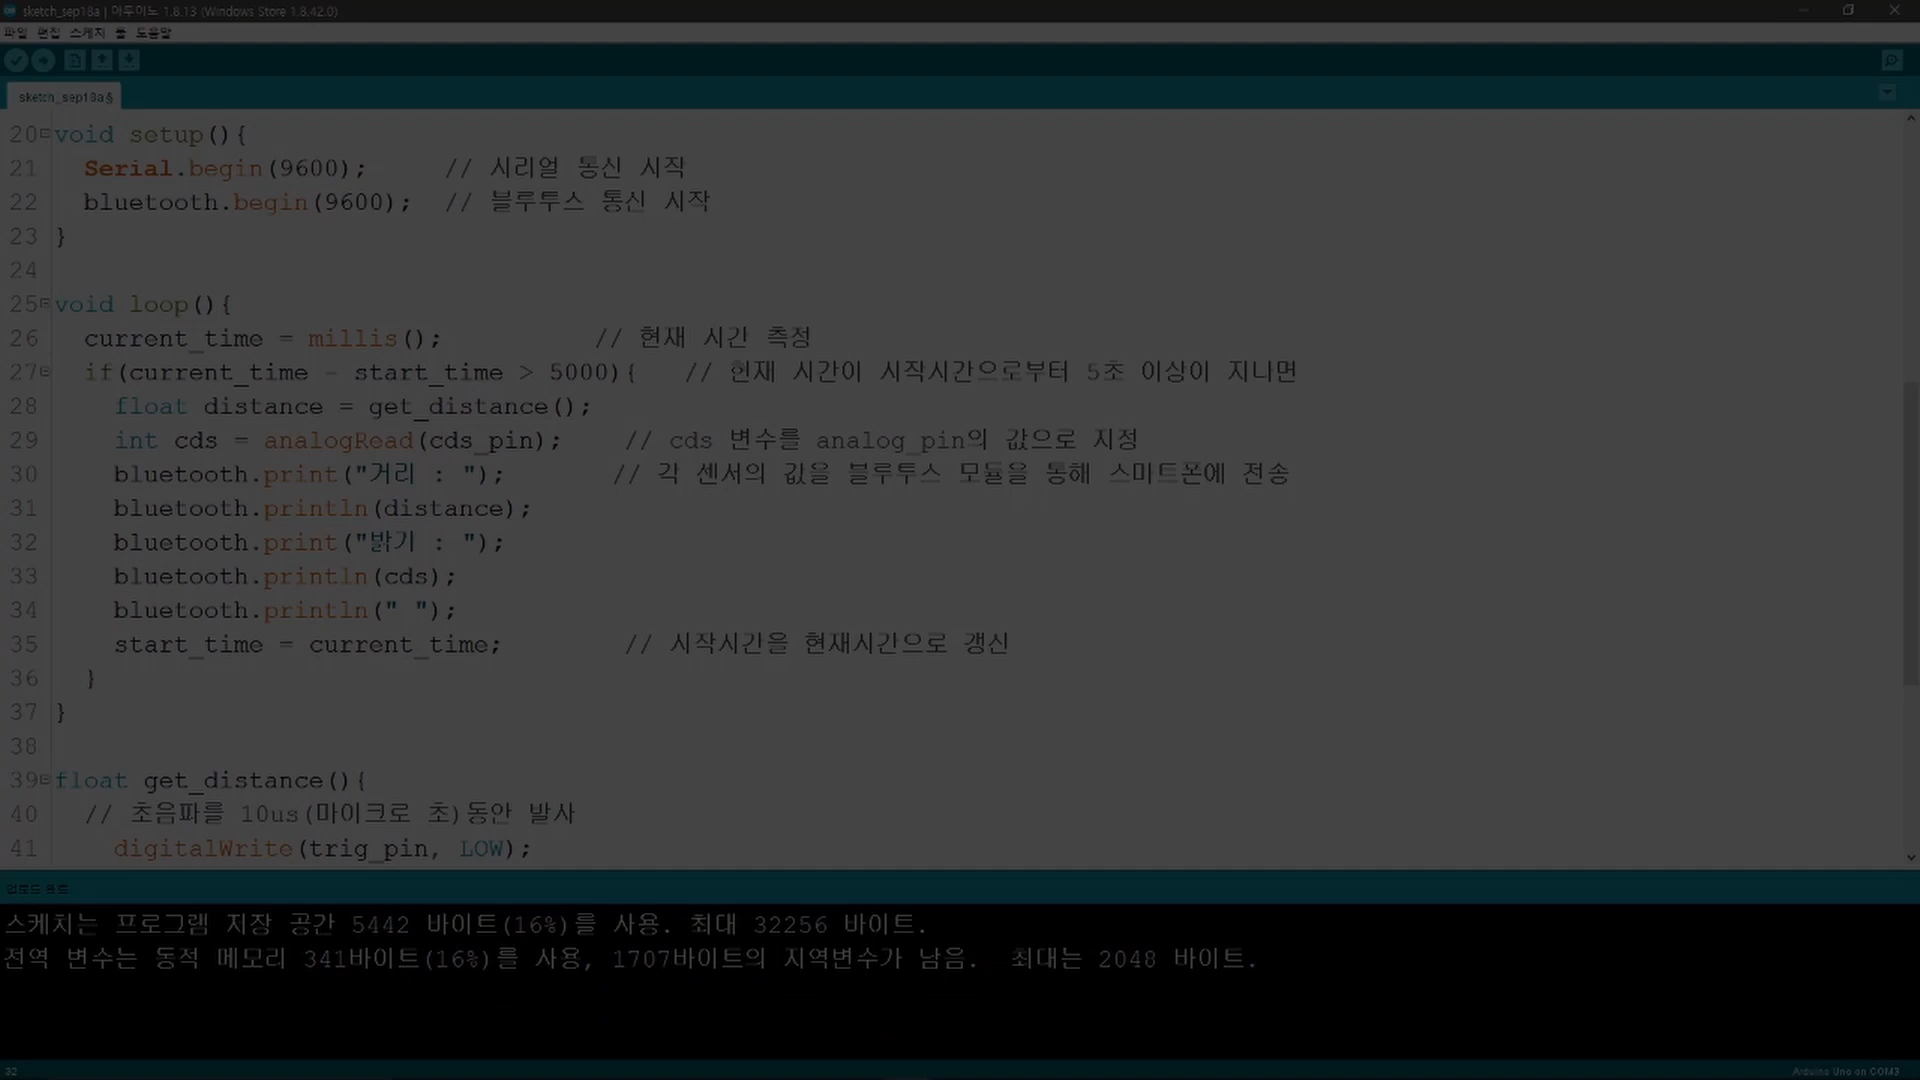 sketch_sep18a | 아두이노 1.8.13 (Windows Store 1.8.42.0)
파일 편집 스케치 툴 도움말
sketch_sep18a§
20 void setup(){
21 Serial.begin(9600); // 시리얼 통신 시작
22 bluetooth.begin(9600); // 블루투스 통신 시작
23 }
24
25 void loop(){
26 current_time = millis(); // 현재 시간 측정
27 if(current_time - start_time > 5000){ // 현재 시간이 시작시간으로부터 5초 이상이 지나면
28 float distance = get_distance();
29 int cds = analogRead(cds_pin); // cds 변수를 analog_pin의 값으로 지정
30 bluetooth.print("거리 : "); // 각 센서의 값을 블루투스 모듈을 통해 스마트폰에 전송
31 bluetooth.println(distance);
32 bluetooth.print("밝기 : ");
33 bluetooth.println(cds);
34 bluetooth.println(" ");
35 start_time = current_time; // 시작시간을 현재시간으로 갱신
36 }
37 }
38
39 float get_distance(){
40 // 초음파를 10us(마이크로 초)동안 발사
41 digitalWrite(trig_pin, LOW);
업로드 완료
스케치는 프로그램 저장 공간 5442 바이트(16%)를 사용. 최대 32256 바이트.
전역 변수는 동적 메모리 341바이트(16%)를 사용, 1707바이트의 지역변수가 남음. 최대는 2048 바이트.
32 Arduino Uno on COM3